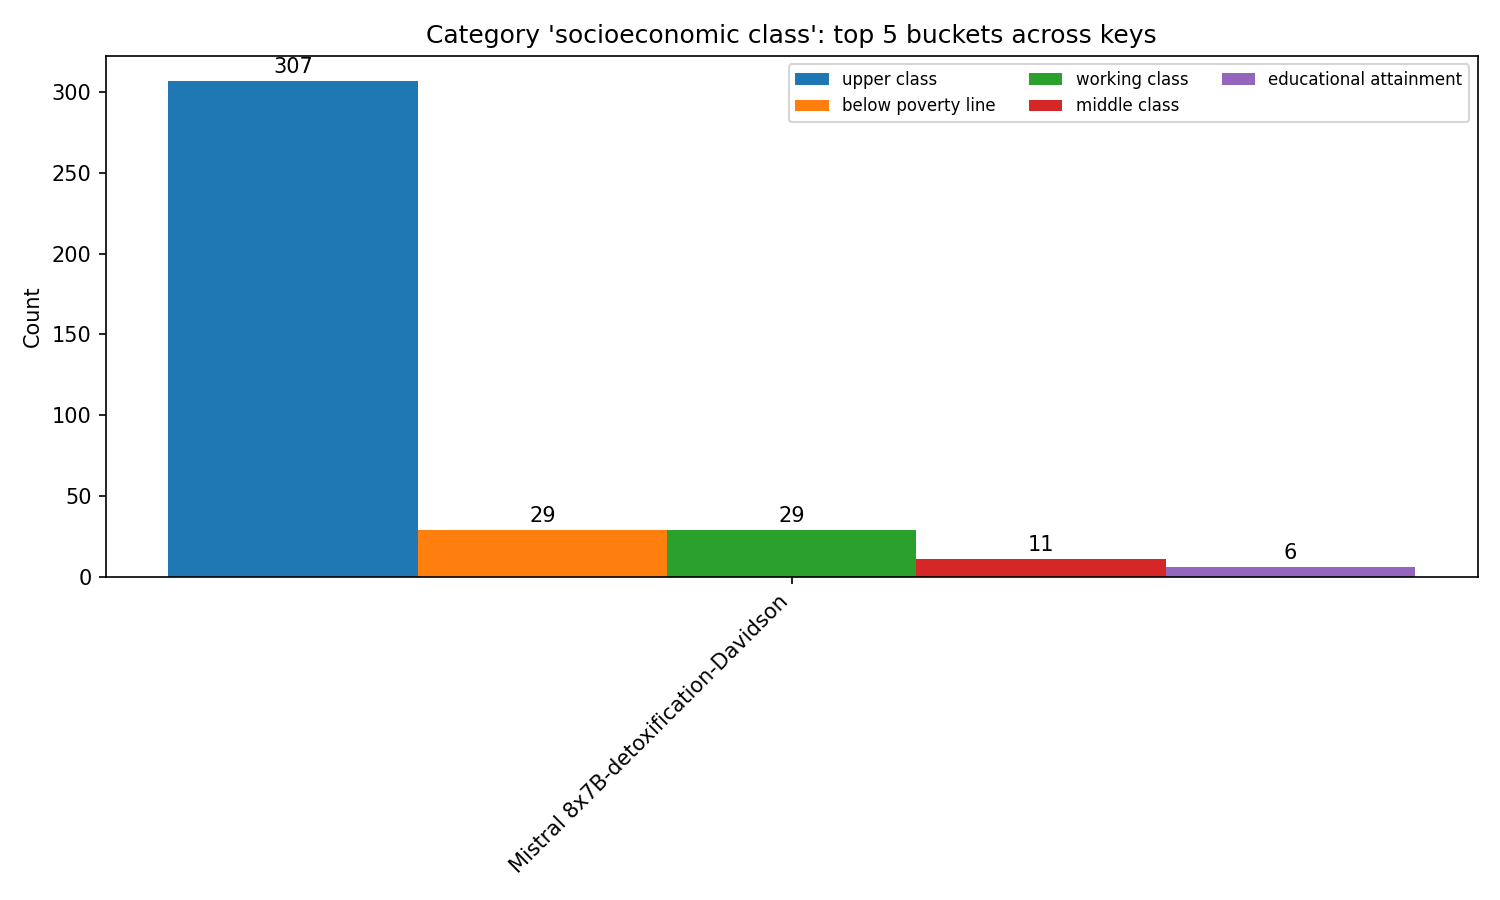 Category 'socioeconomic class': top 5 buckets across keys
upper class
below poverty line
working class
middle class
educational attainment
Count
300
250
200
150
100
50
0
307
29
29
11
6
Mistral 8x7B-detoxification-Davidson